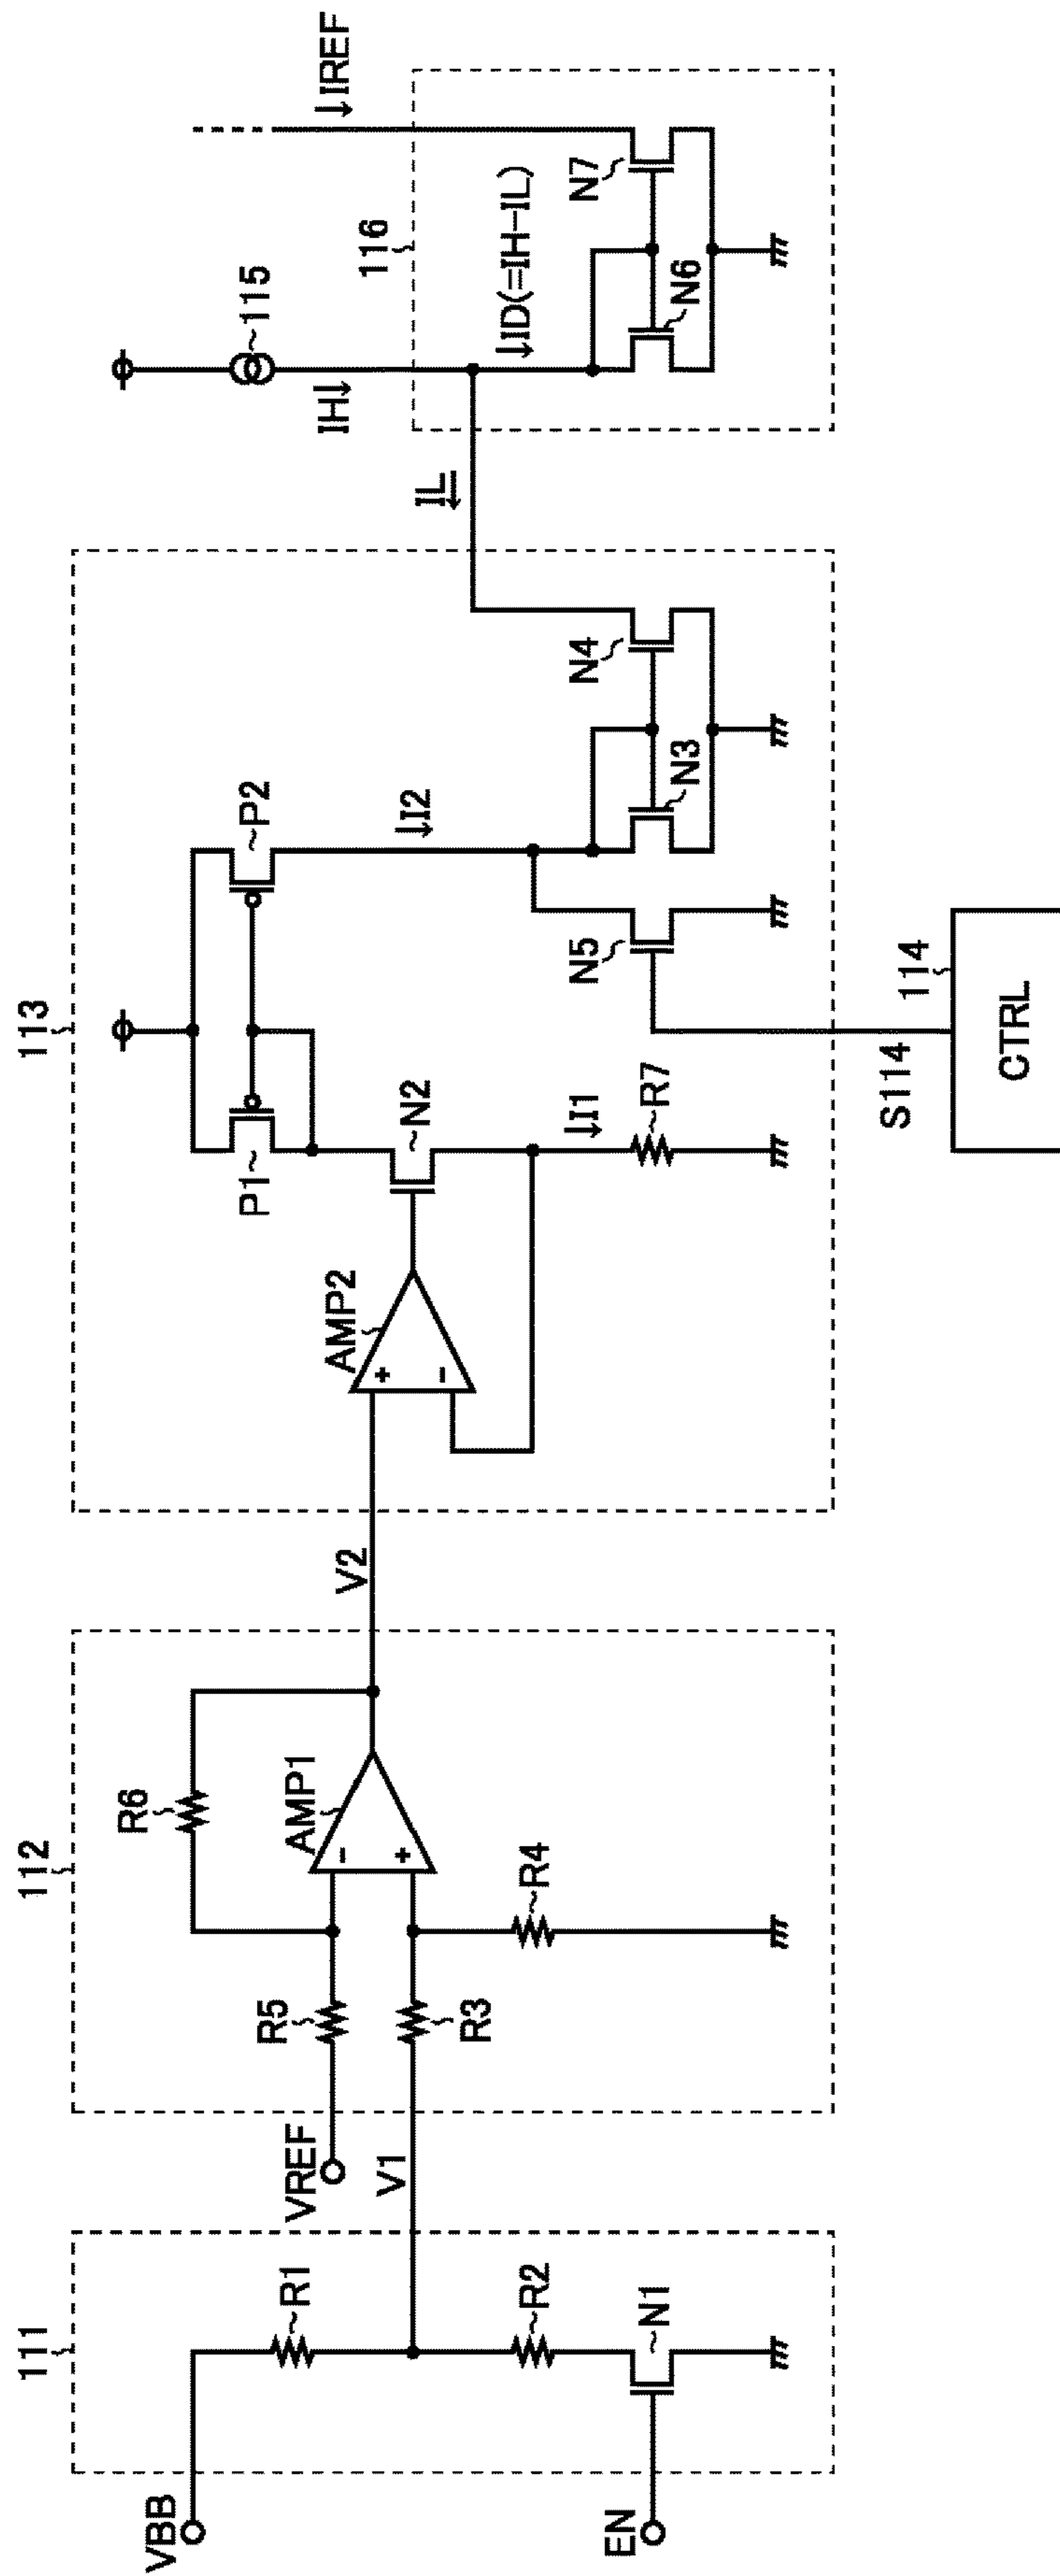 111
112
113
VBB
R1
V1
R2
N1
EN
VREF
R5
R3
R6
AMP1
-
+
R4
V2
AMP2
+
-
P1
P2
N2
↓I1
R7
↓I2
N5
N3
N4
S114
114
CTRL
IL
IH↓
115
116
↓ID(=IH-IL)
↓IREF
N6
N7